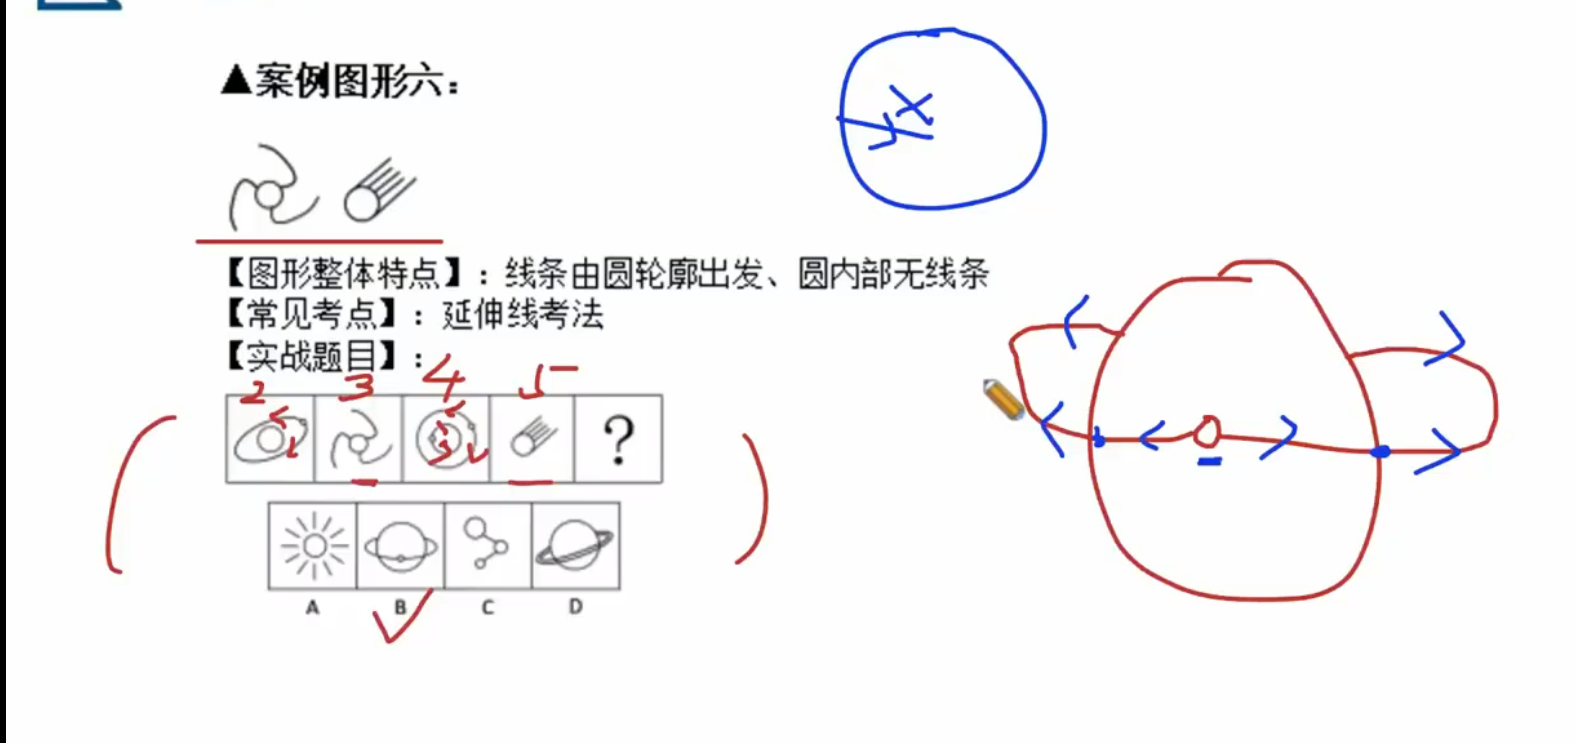 ▲案例图形六：
【图形整体特点】：线条由圆轮廓出发、圆内部无线条
【常见考点】：延伸线考法
【实战题目】：
2 3 4 5
?
A B C D